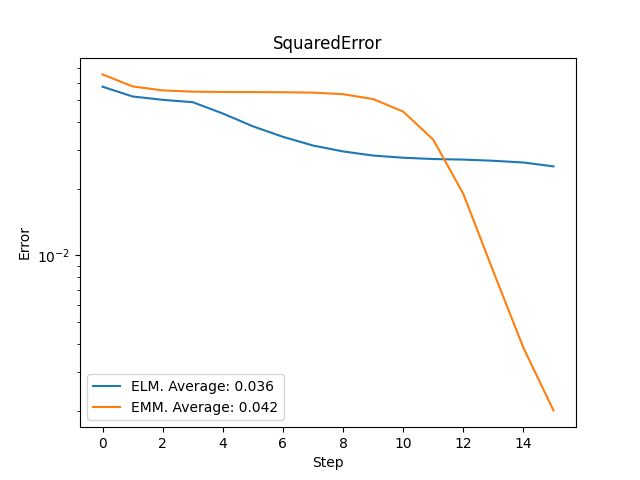 SquaredError
Error
10⁻²
ELM. Average: 0.036
EMM. Average: 0.042
0 2 4 6 8 10 12 14
Step